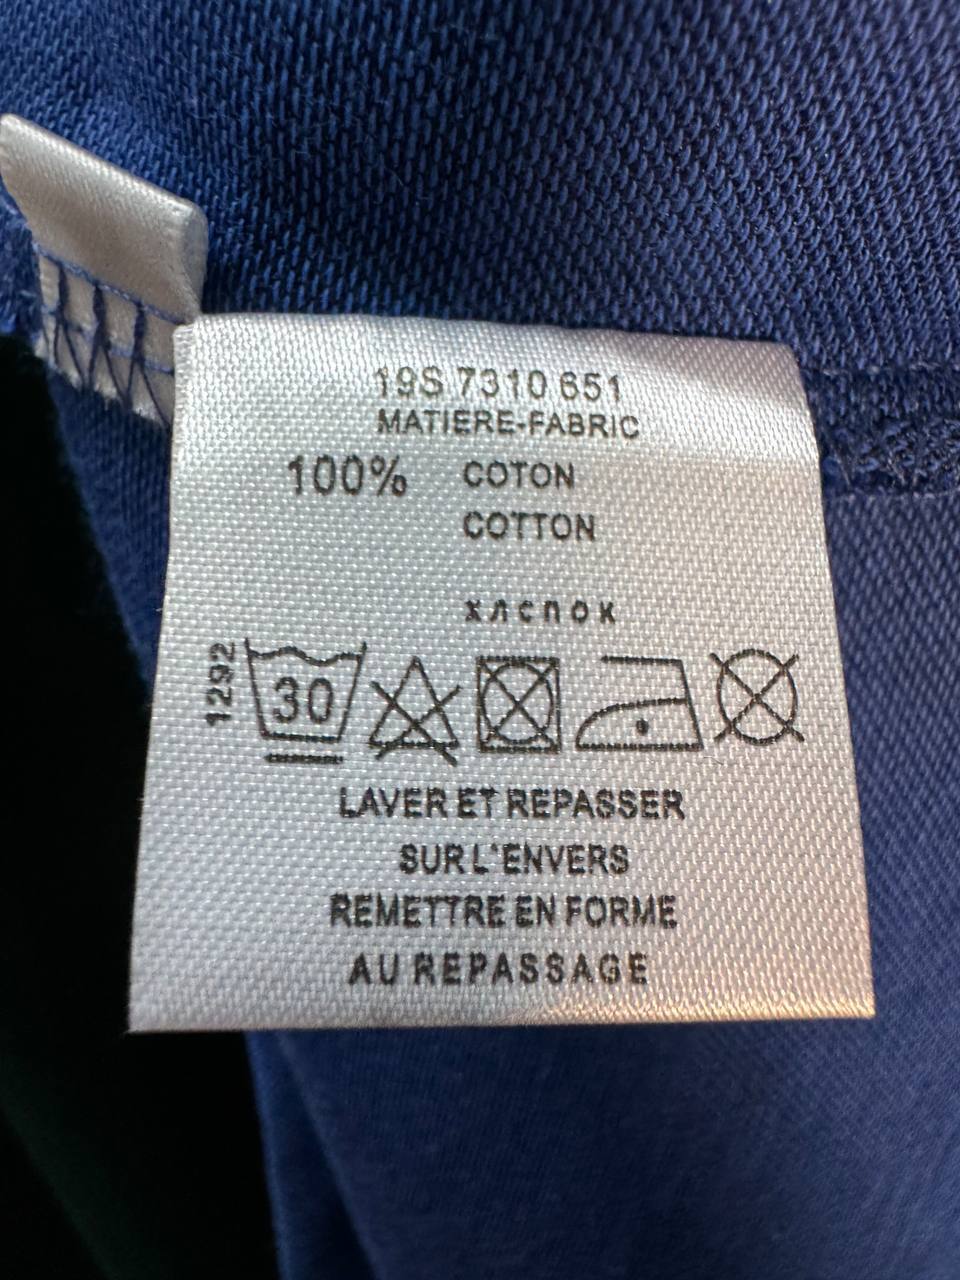 19S 7310 651
MATIERE-FABRIC
100% COTON
COTTON
хлспок
1292
30
LAVER ET REPASSER
SUR L'ENVERS
REMETTRE EN FORME
AU REPASSAGE